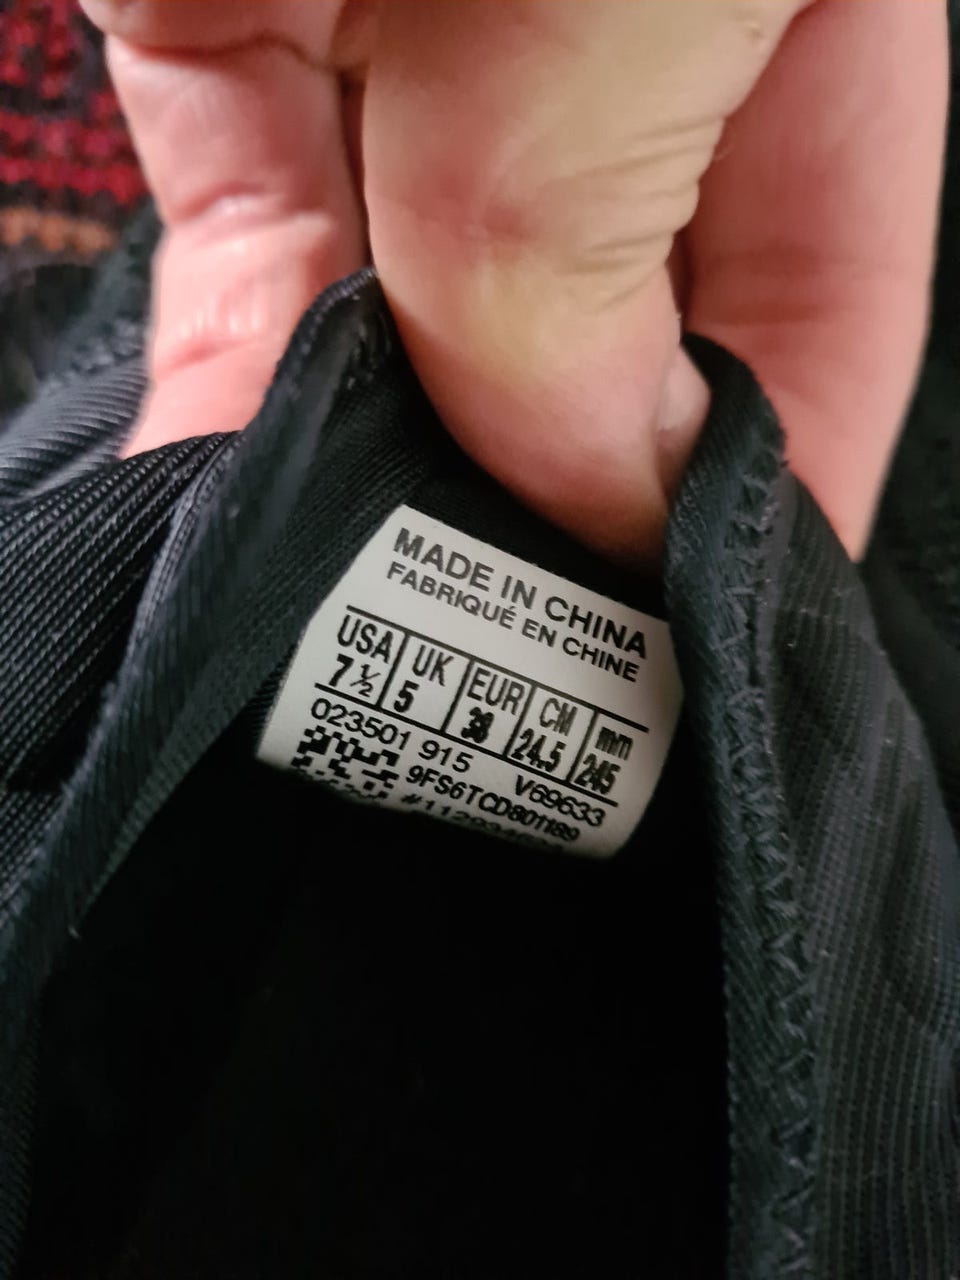 MADE IN CHINA
FABRIQUÉ EN CHINE
USA UK EUR CM mm
7 ½ 5 38 24.5 245
023501 915 V69633
9FS6TCD801189